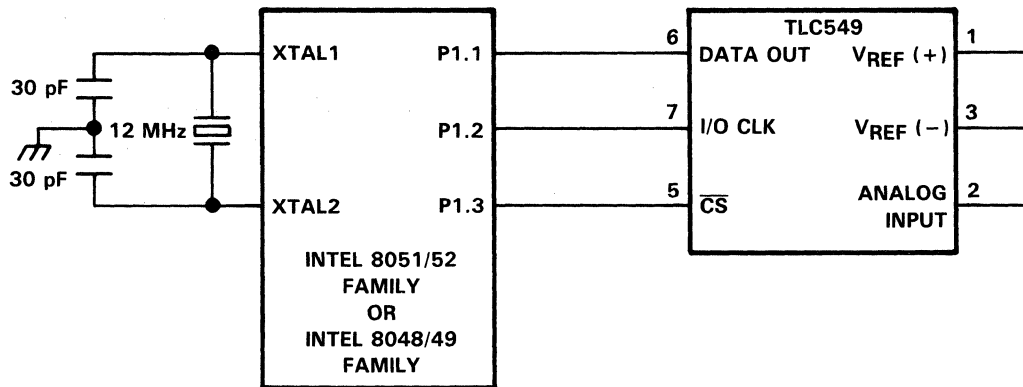 30 pF
30 pF
12 MHz
XTAL1
XTAL2
P1.1
P1.2
P1.3
INTEL 8051/52
FAMILY
OR
INTEL 8048/49
FAMILY
6
7
5
TLC549
DATA OUT
I/O CLK
CS
VREF (+)
VREF (−)
ANALOG
INPUT
1
3
2